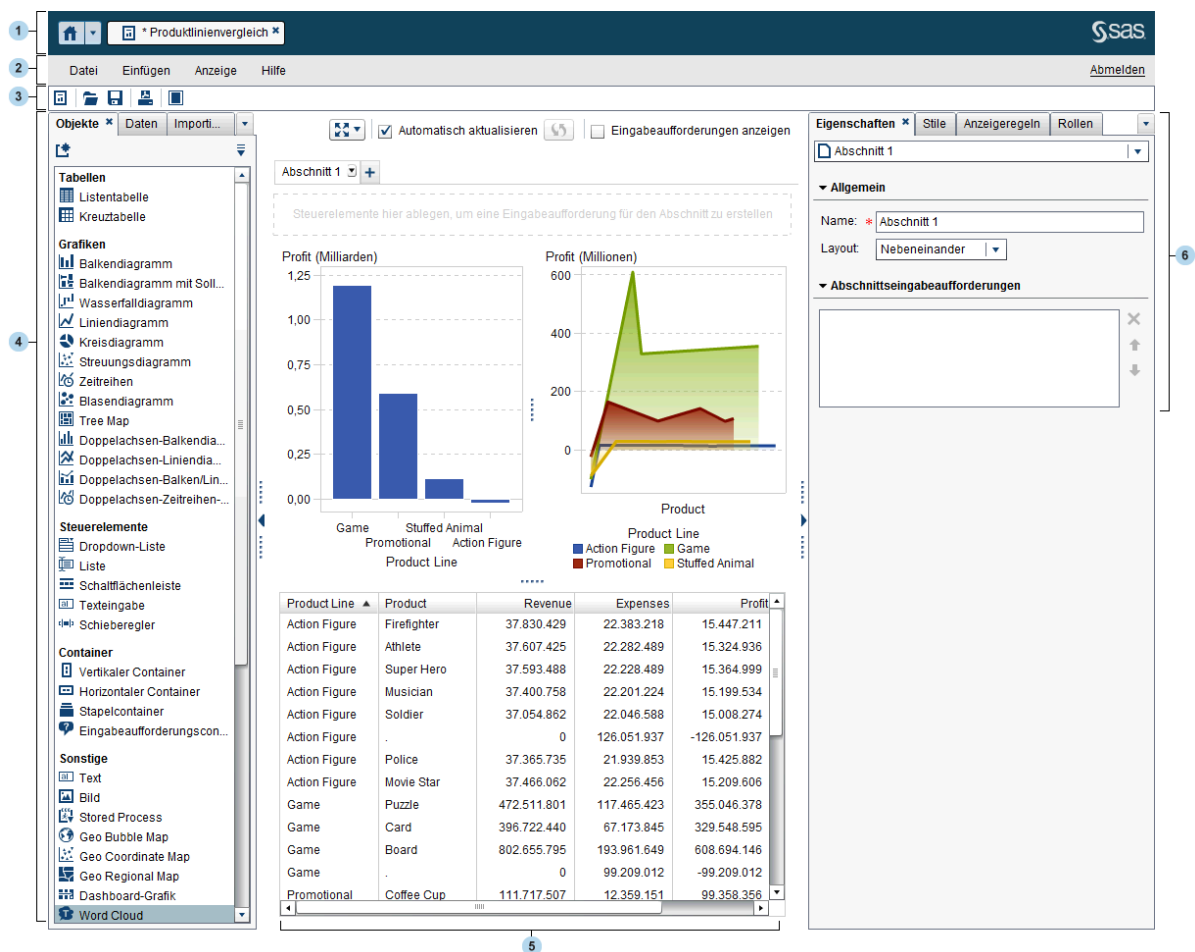 1
* Produktlinienvergleich
sas
2
Datei Einfügen Anzeige Hilfe Abmelden
3
Objekte Daten Importi...
Automatisch aktualisieren Eingabeaufforderungen anzeigen
Eigenschaften Stile Anzeigeregeln Rollen
4
Tabellen
Listentabelle
Kreuztabelle
Grafiken
Balkendiagramm
Balkendiagramm mit Soll...
Wasserfalldiagramm
Liniendiagramm
Kreisdiagramm
Streuungsdiagramm
Zeitreihen
Blasendiagramm
Tree Map
Doppelachsen-Balkendia...
Doppelachsen-Liniendia...
Doppelachsen-Balken/Lin...
Doppelachsen-Zeitreihen-...
Steuerelemente
Dropdown-Liste
Liste
Schaltflächenleiste
Texteingabe
Schieberegler
Container
Vertikaler Container
Horizontaler Container
Stapelcontainer
Eingabeaufforderungscon...
Sonstige
Text
Bild
Stored Process
Geo Bubble Map
Geo Coordinate Map
Geo Regional Map
Dashboard-Grafik
Word Cloud
Abschnitt 1
Steuerelemente hier ablegen, um eine Eingabeaufforderung für den Abschnitt zu erstellen
Profit (Milliarden)
1,25
1,00
0,75
0,50
0,25
0,00
Game Stuffed Animal
Promotional Action Figure
Product Line
Profit (Millionen)
600
400
200
0
Product
Product Line
Action Figure Game
Promotional Stuffed Animal
Product Line Product Revenue Expenses Profit
Action Figure Firefighter 37.830.429 22.383.218 15.447.211
Action Figure Athlete 37.607.425 22.282.489 15.324.936
Action Figure Super Hero 37.593.488 22.228.489 15.364.999
Action Figure Musician 37.400.758 22.201.224 15.199.534
Action Figure Soldier 37.054.862 22.046.588 15.008.274
Action Figure . 0 126.051.937 -126.051.937
Action Figure Police 37.365.735 21.939.853 15.425.882
Action Figure Movie Star 37.466.062 22.256.456 15.209.606
Game Puzzle 472.511.801 117.465.423 355.046.378
Game Card 396.722.440 67.173.845 329.548.595
Game Board 802.655.795 193.961.649 608.694.146
Game . 0 99.209.012 -99.209.012
Promotional Coffee Cup 111.717.507 12.359.151 99.358.356
5
Abschnitt 1
Allgemein
Name: * Abschnitt 1
Layout: Nebeneinander
Abschnittseingabeaufforderungen
6